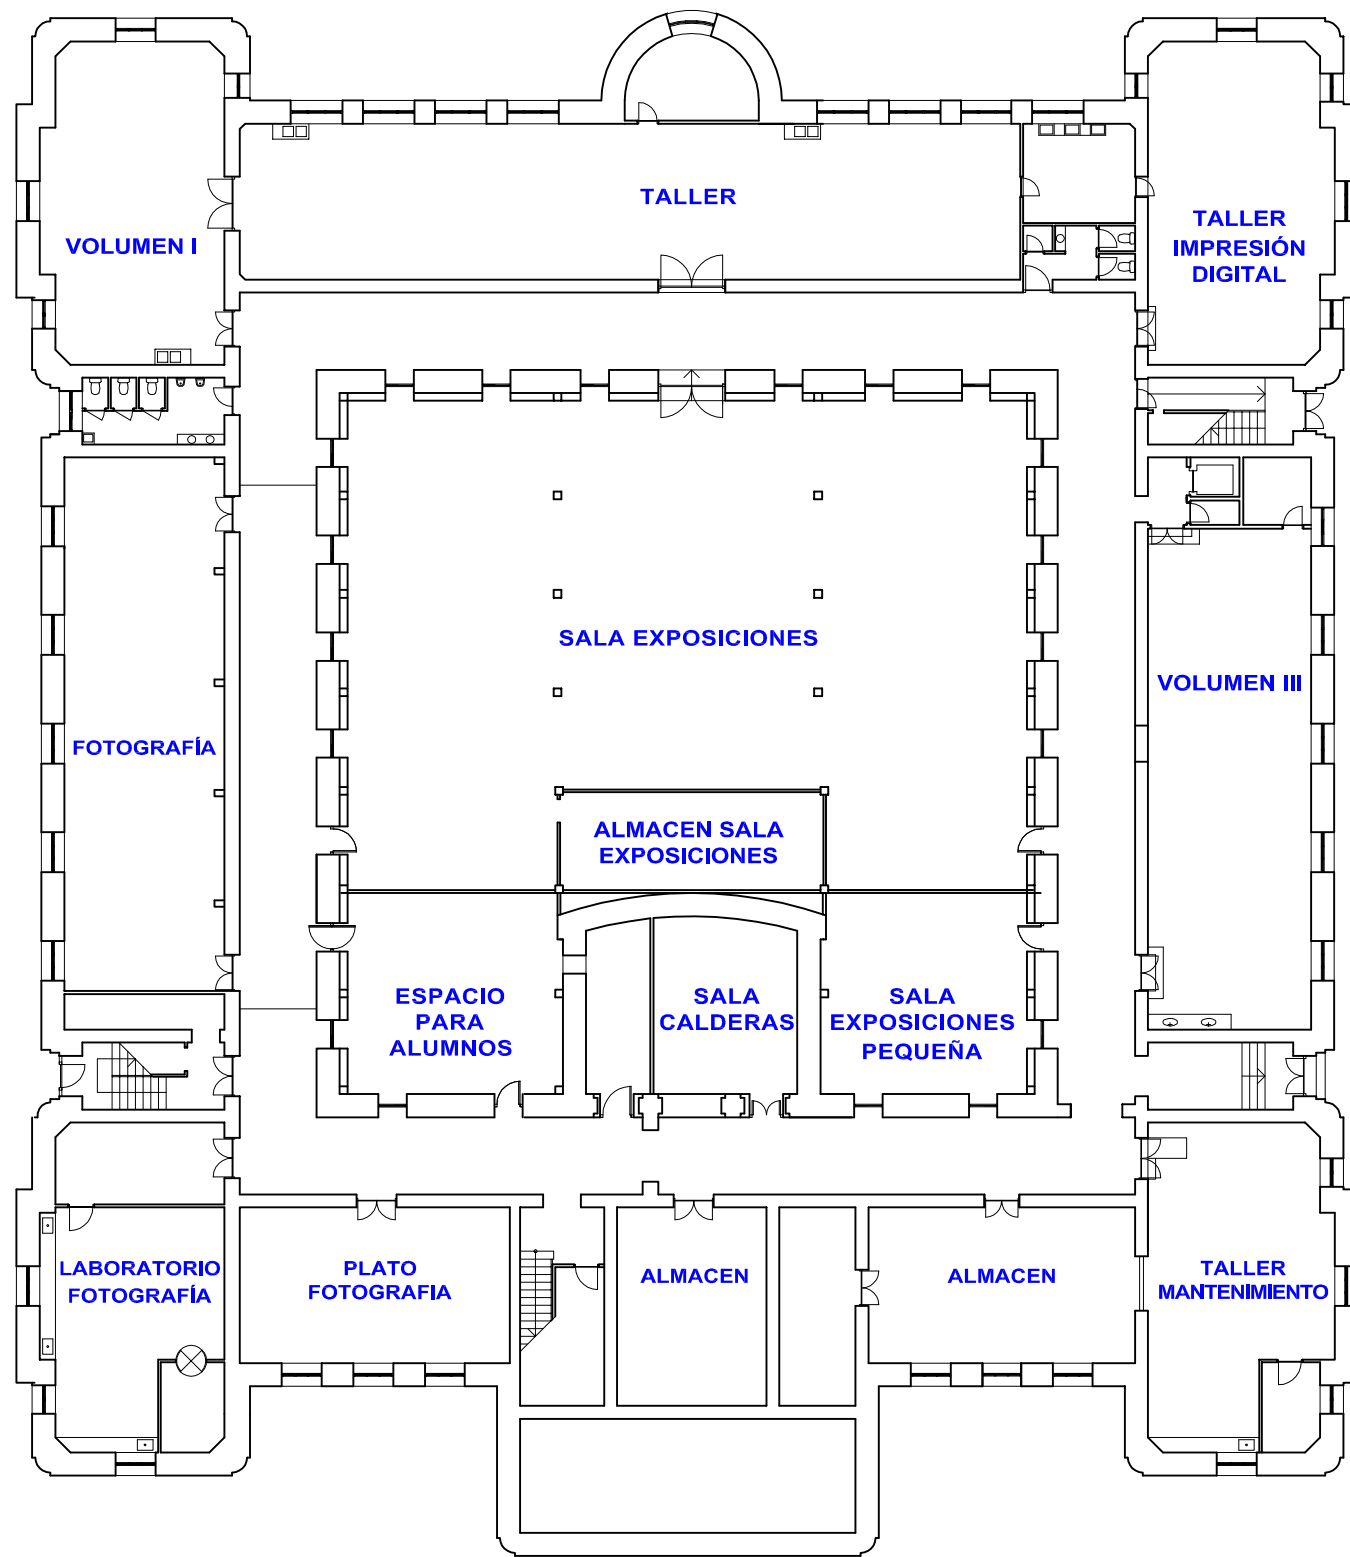 TALLER
VOLUMEN I
TALLER
IMPRESIÓN
DIGITAL
SALA EXPOSICIONES
VOLUMEN III
FOTOGRAFÍA
ALMACEN SALA
EXPOSICIONES
ESPACIO
PARA
ALUMNOS
SALA
CALDERAS
SALA
EXPOSICIONES
PEQUEÑA
LABORATORIO
FOTOGRAFÍA
PLATO
FOTOGRAFIA
ALMACEN
ALMACEN
TALLER
MANTENIMIENTO